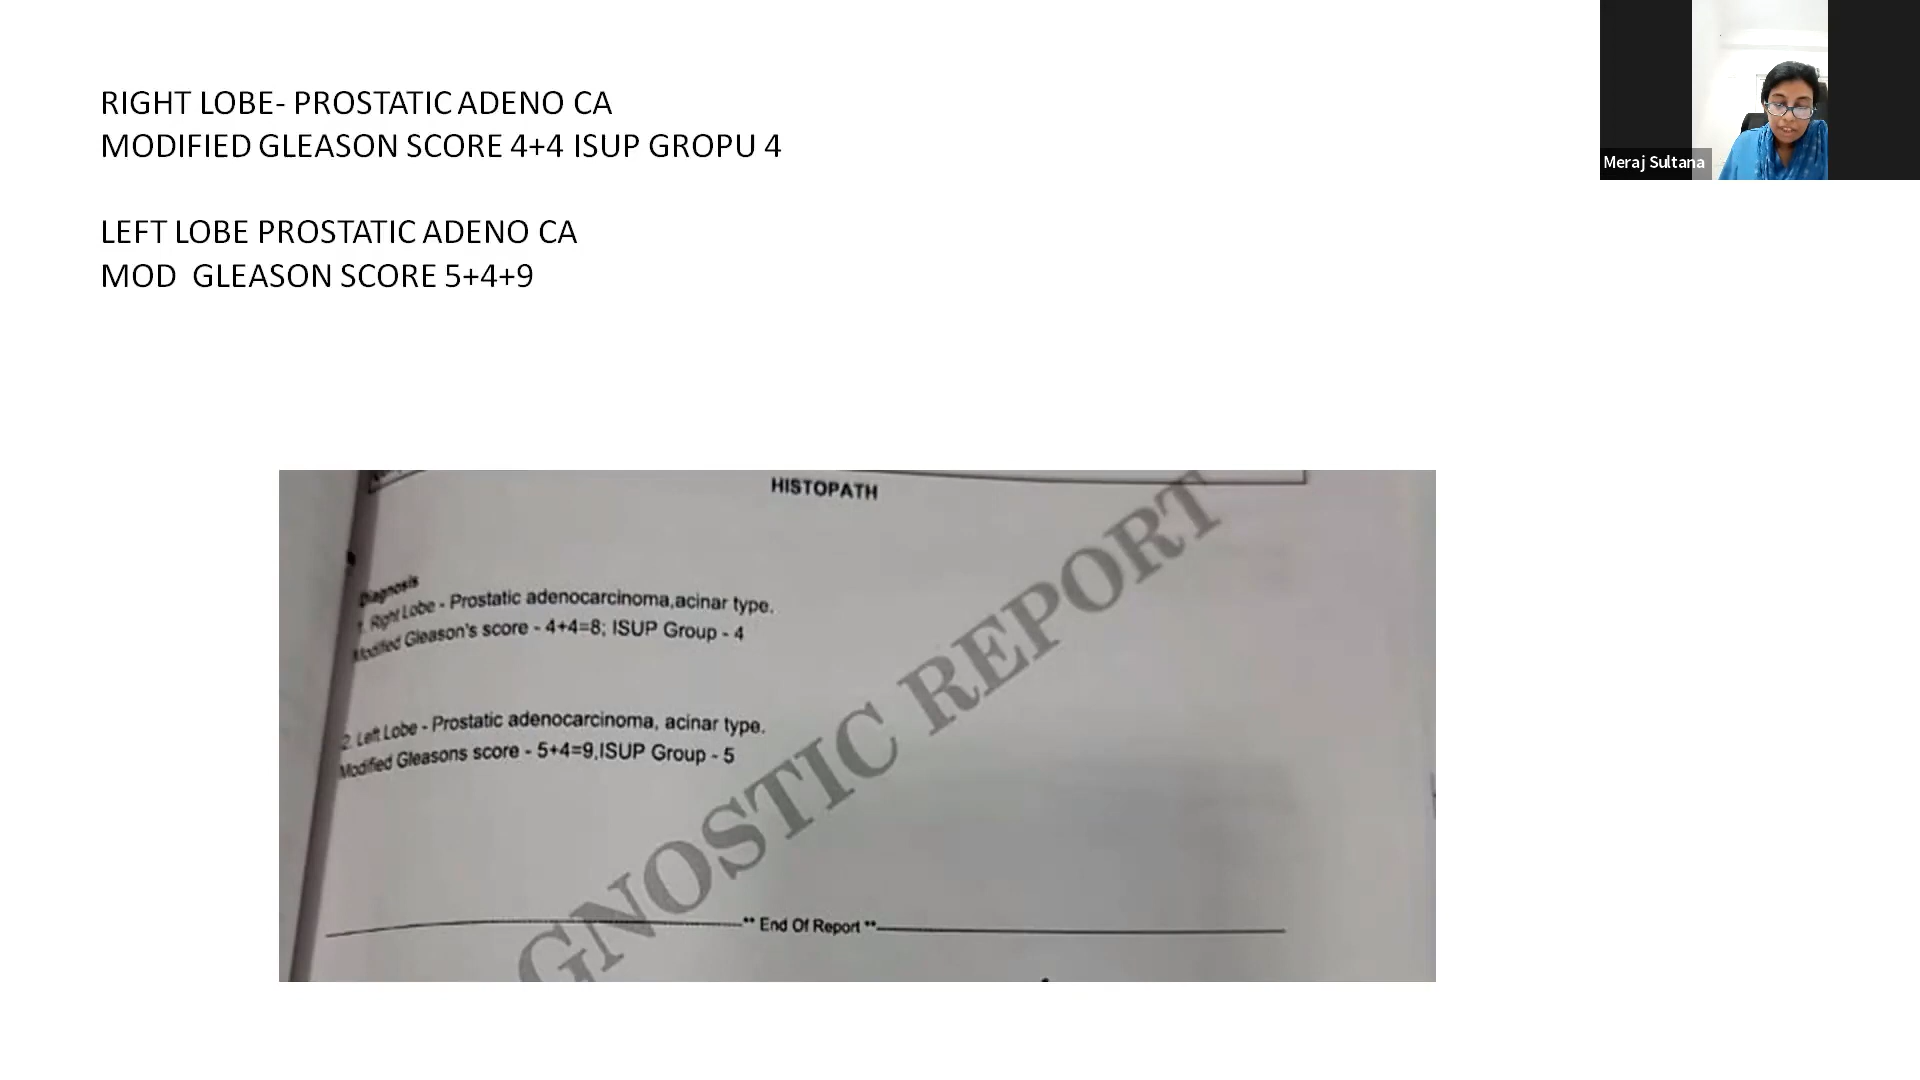 RIGHT LOBE- PROSTATIC ADENO CA
MODIFIED GLEASON SCORE 4+4 ISUP GROPU 4
LEFT LOBE PROSTATIC ADENO CA
MOD  GLEASON SCORE 5+4+9
Meraj Sultana
HISTOPATH
Diagnosis
1. Right Lobe - Prostatic adenocarcinoma,acinar type.
Modified Gleason's score - 4+4=8; ISUP Group - 4
2. Left Lobe - Prostatic adenocarcinoma, acinar type.
Modified Gleasons score - 5+4=9,ISUP Group - 5
GNOSTIC REPORT
** End Of Report **